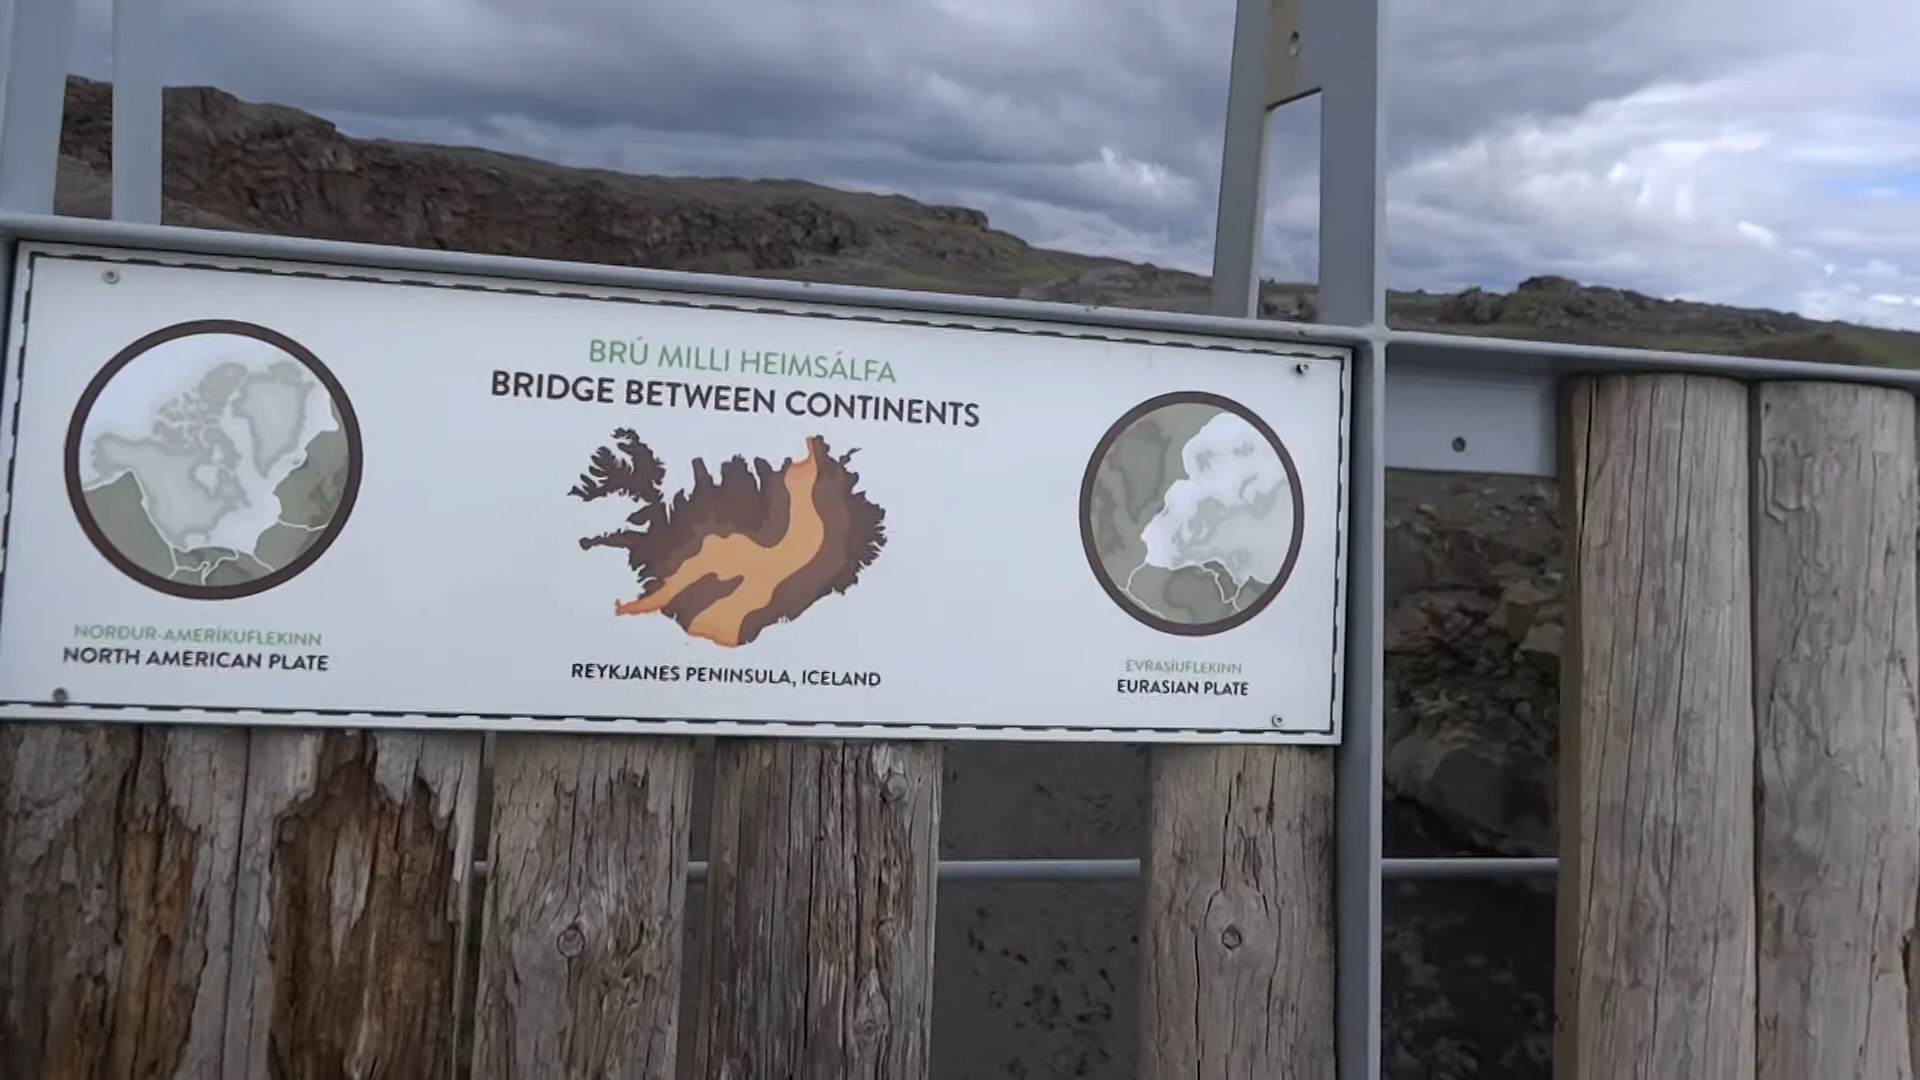 BRÚ MILLI HEIMSÁLFA
BRIDGE BETWEEN CONTINENTS
NORÐUR-AMERÍKUFLEKINN
NORTH AMERICAN PLATE
REYKJANES PENINSULA, ICELAND
EVRASÍUFLEKINN
EURASIAN PLATE